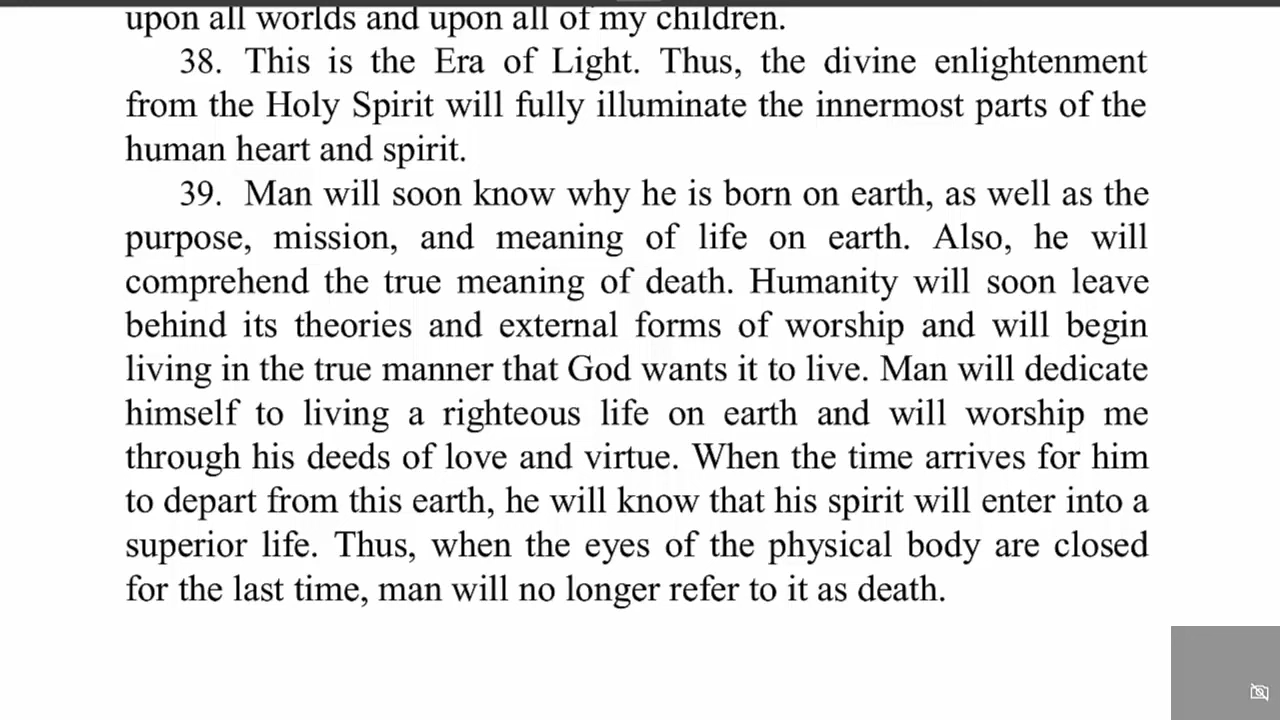 upon all worlds and upon all of my children.
38. This is the Era of Light. Thus, the divine enlightenment
from the Holy Spirit will fully illuminate the innermost parts of the
human heart and spirit.
39. Man will soon know why he is born on earth, as well as the
purpose, mission, and meaning of life on earth. Also, he will
comprehend the true meaning of death. Humanity will soon leave
behind its theories and external forms of worship and will begin
living in the true manner that God wants it to live. Man will dedicate
himself to living a righteous life on earth and will worship me
through his deeds of love and virtue. When the time arrives for him
to depart from this earth, he will know that his spirit will enter into a
superior life. Thus, when the eyes of the physical body are closed
for the last time, man will no longer refer to it as death.